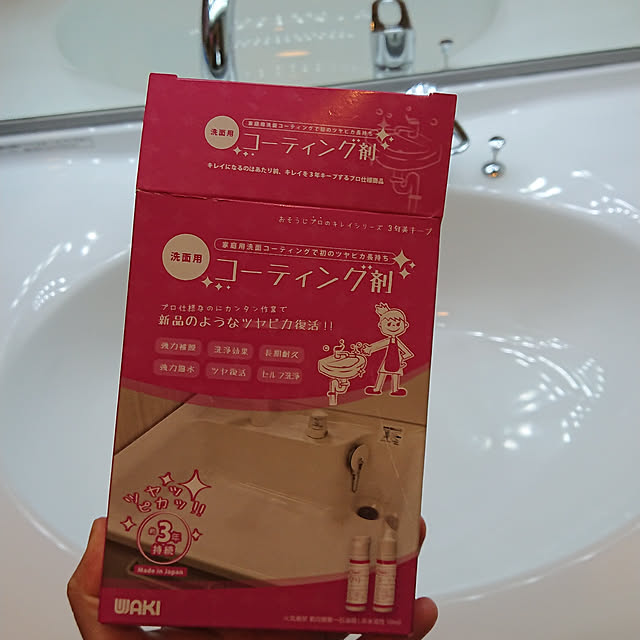 洗面用
家庭用洗面コーティングで初のツヤピカ長持ち
コーティング剤
キレイになるのはあたり前、キレイを3年キープするプロ仕様商品
おそうじプロのキレイシリーズ 3年美キープ
家庭用洗面コーティングで初のツヤピカ長持ち
洗面用
コーティング剤
プロ仕様なのにカンタン作業で
新品のようなツヤピカ復活!!
強力補膜 洗浄効果 長期耐久
強力撥水 ツヤ復活 セルフ洗浄
ツヤッ
ピカッ!!
約3年
持続
Made in Japan
WAKI